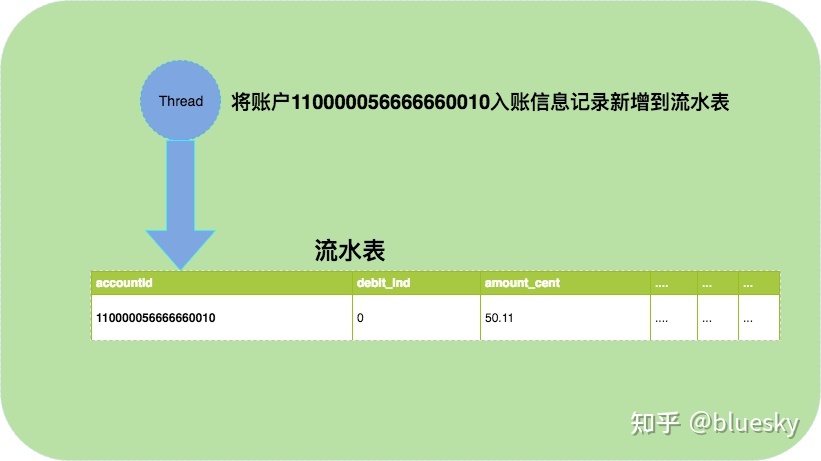 Thread
将账户110000056666660010入账信息记录新增到流水表
流水表
accountid debit_ind amount_cent .... ... ...
110000056666660010 0 50.11 .... ... ...
知乎 @bluesky